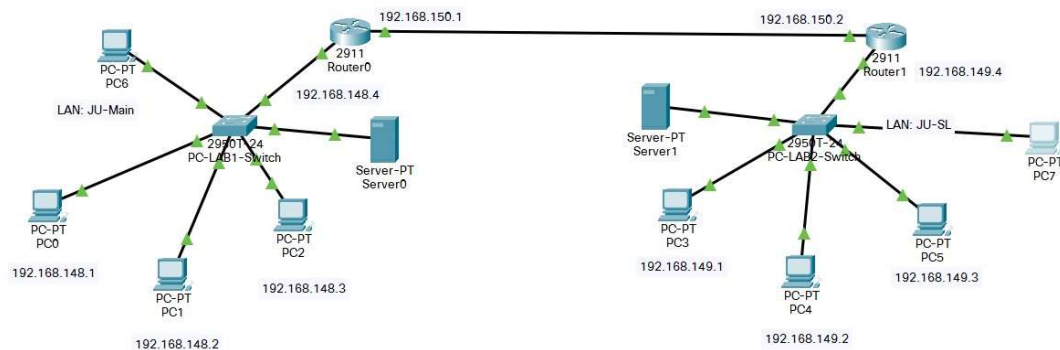 192.168.150.1
192.168.150.2
2911
Router0
2911
Router1
PC-PT
PC6
192.168.149.4
192.168.148.4
LAN: JU-Main
LAN: JU-SL
2950T-24
PC-LAB1-Switch
Server-PT
Server0
Server-PT
Server1
2950T-24
PC-LAB2-Switch
PC-PT
PC7
PC-PT
PC0
PC-PT
PC2
PC-PT
PC3
PC-PT
PC5
192.168.148.1
192.168.148.3
192.168.149.1
192.168.149.3
PC-PT
PC1
PC-PT
PC4
192.168.148.2
192.168.149.2